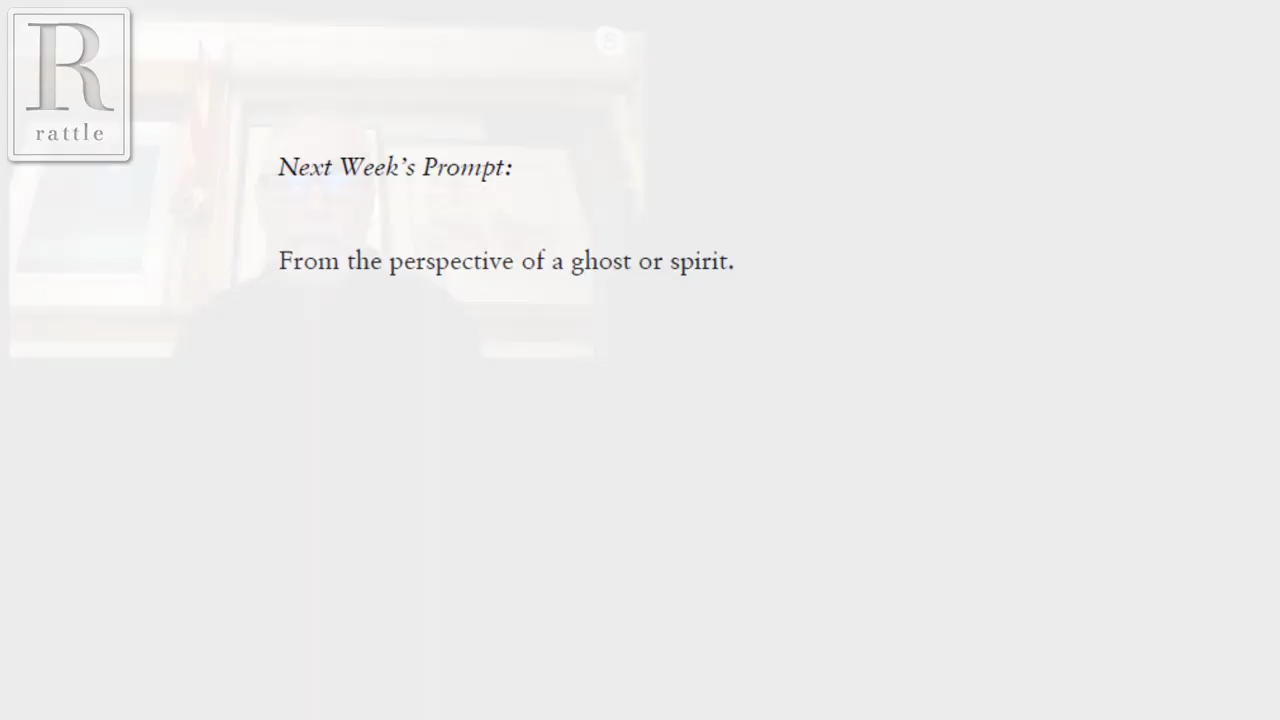 R
rattle
Next Week's Prompt:
From the perspective of a ghost or spirit.